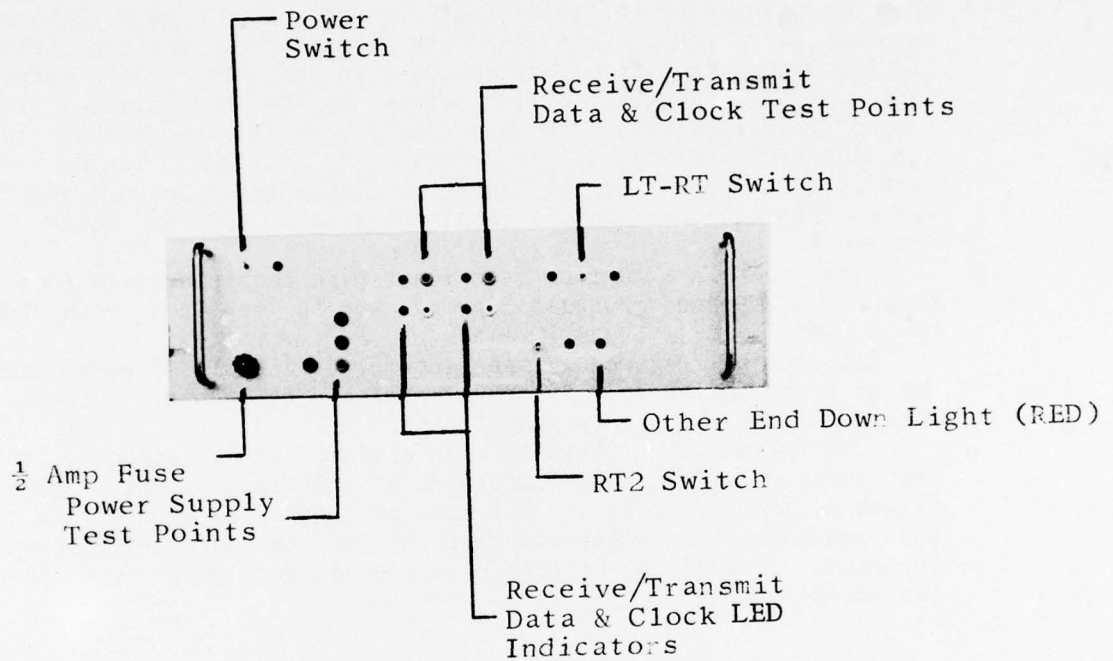 Power
Switch
Receive/Transmit
Data & Clock Test Points
LT-RT Switch
Other End Down Light (RED)
½ Amp Fuse
RT2 Switch
Power Supply
Test Points
Receive/Transmit
Data & Clock LED
Indicators